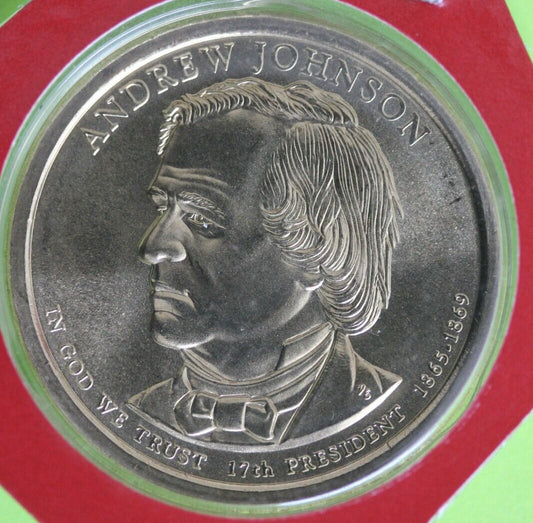 ANDREW JOHNSON
IN GOD WE TRUST 17th PRESIDENT 1865-1869